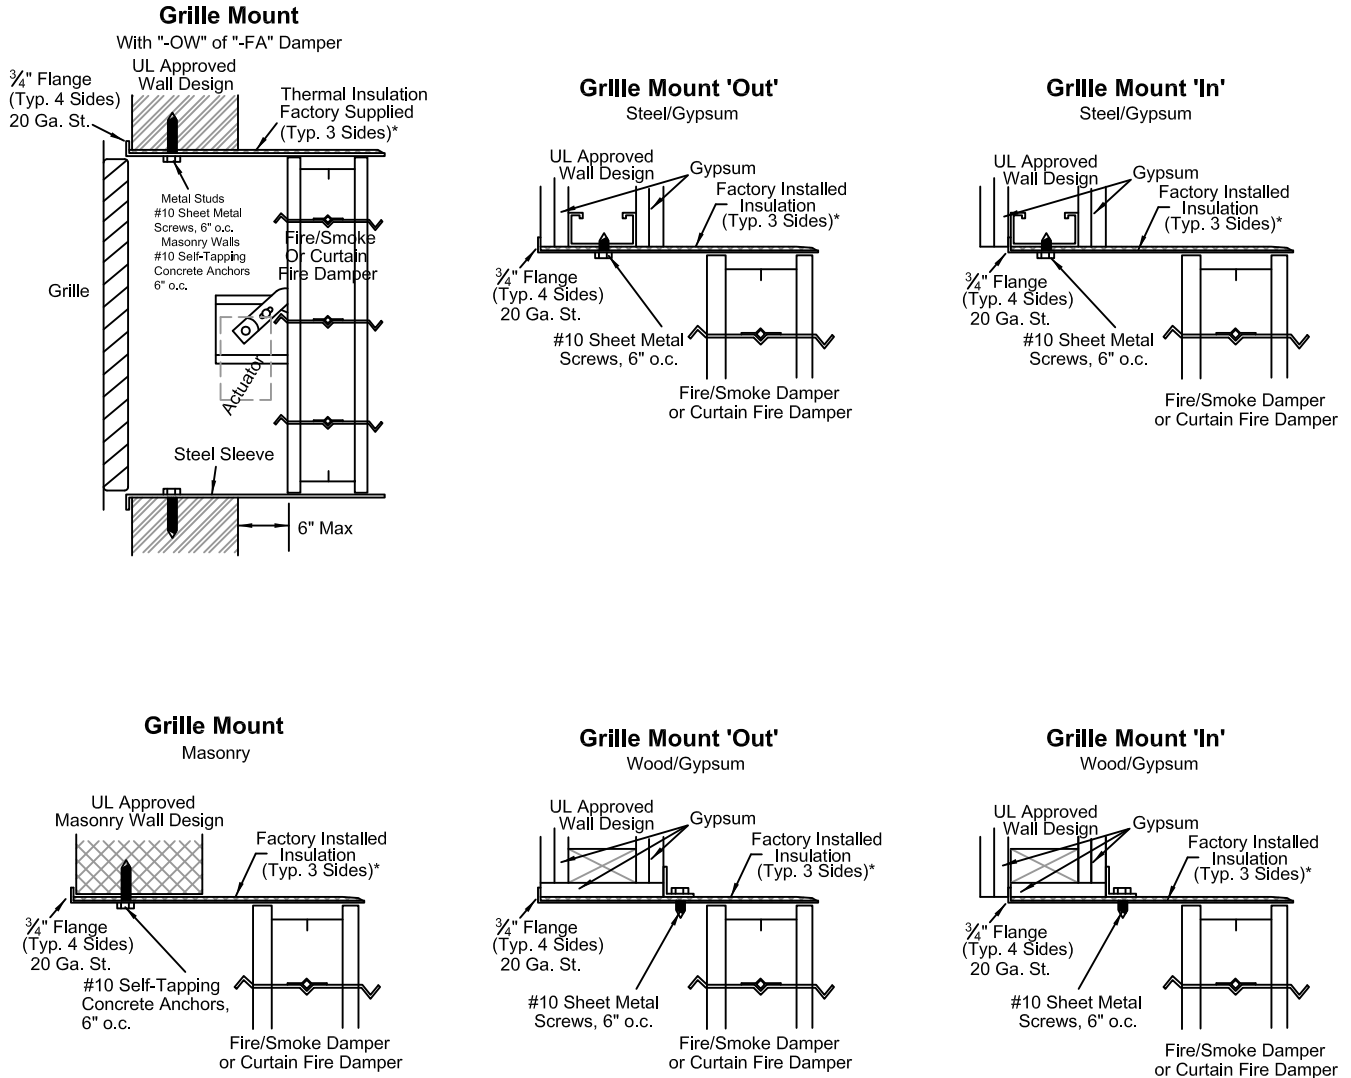 Grille Mount
With "-OW" of "-FA" Damper
UL Approved
Wall Design
¾" Flange
(Typ. 4 Sides)
20 Ga. St.
Thermal Insulation
Factory Supplied
(Typ. 3 Sides)*
Metal Studs
#10 Sheet Metal
Screws, 6" o.c.
Masonry Walls
#10 Self-Tapping
Concrete Anchors
6" o.c.
Fire/Smoke
Or Curtain
Fire Damper
Grille
Actuator
Steel Sleeve
6" Max
Grille Mount 'Out'
Steel/Gypsum
UL Approved
Wall Design
Gypsum
Factory Installed
Insulation
(Typ. 3 Sides)*
¾" Flange
(Typ. 4 Sides)
20 Ga. St.
#10 Sheet Metal
Screws, 6" o.c.
Fire/Smoke Damper
or Curtain Fire Damper
Grille Mount 'In'
Steel/Gypsum
UL Approved
Wall Design
Gypsum
Factory Installed
Insulation
(Typ. 3 Sides)*
¾" Flange
(Typ. 4 Sides)
20 Ga. St.
#10 Sheet Metal
Screws, 6" o.c.
Fire/Smoke Damper
or Curtain Fire Damper
Grille Mount
Masonry
UL Approved
Masonry Wall Design
Factory Installed
Insulation
(Typ. 3 Sides)*
¾" Flange
(Typ. 4 Sides)
20 Ga. St.
#10 Self-Tapping
Concrete Anchors,
6" o.c.
Fire/Smoke Damper
or Curtain Fire Damper
Grille Mount 'Out'
Wood/Gypsum
UL Approved
Wall Design
Gypsum
Factory Installed
Insulation
(Typ. 3 Sides)*
¾" Flange
(Typ. 4 Sides)
20 Ga. St.
#10 Sheet Metal
Screws, 6" o.c.
Fire/Smoke Damper
or Curtain Fire Damper
Grille Mount 'In'
Wood/Gypsum
UL Approved
Wall Design
Gypsum
Factory Installed
Insulation
(Typ. 3 Sides)*
¾" Flange
(Typ. 4 Sides)
20 Ga. St.
#10 Sheet Metal
Screws, 6" o.c.
Fire/Smoke Damper
or Curtain Fire Damper